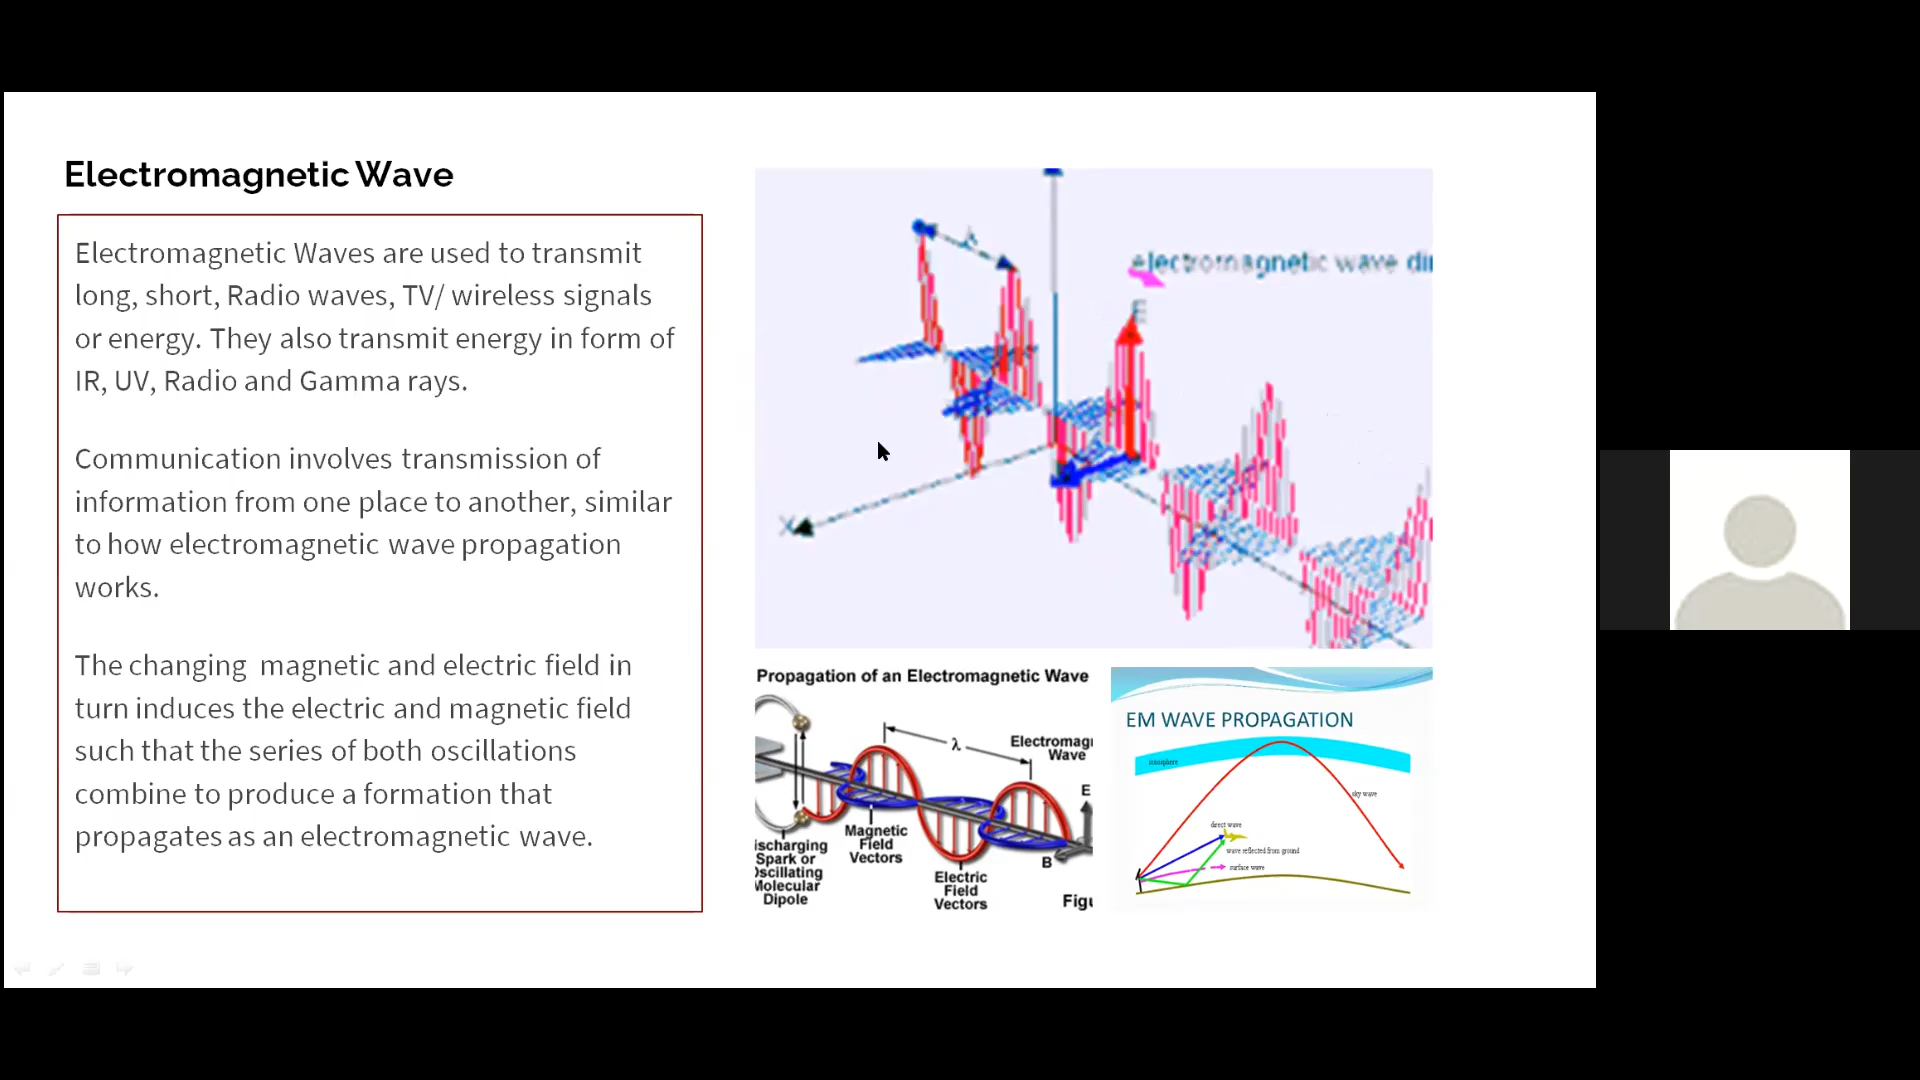 Electromagnetic Wave
Electromagnetic Waves are used to transmit
long, short, Radio waves, TV/ wireless signals
or energy. They also transmit energy in form of
IR, UV, Radio and Gamma rays.
Communication involves transmission of
information from one place to another, similar
to how electromagnetic wave propagation
works.
The changing magnetic and electric field in
turn induces the electric and magnetic field
such that the series of both oscillations
combine to produce a formation that
propagates as an electromagnetic wave.
λ
electromagnetic wave dir
E
X
Propagation of an Electromagnetic Wave
λ
Electromag
Wave
E
Magnetic
Field
Vectors
B
ischarging
Spark or
Oscillating
Molecular
Dipole
Electric
Field
Vectors
Figu
EM WAVE PROPAGATION
ionosphere
sky wave
direct wave
wave reflected from ground
surface wave